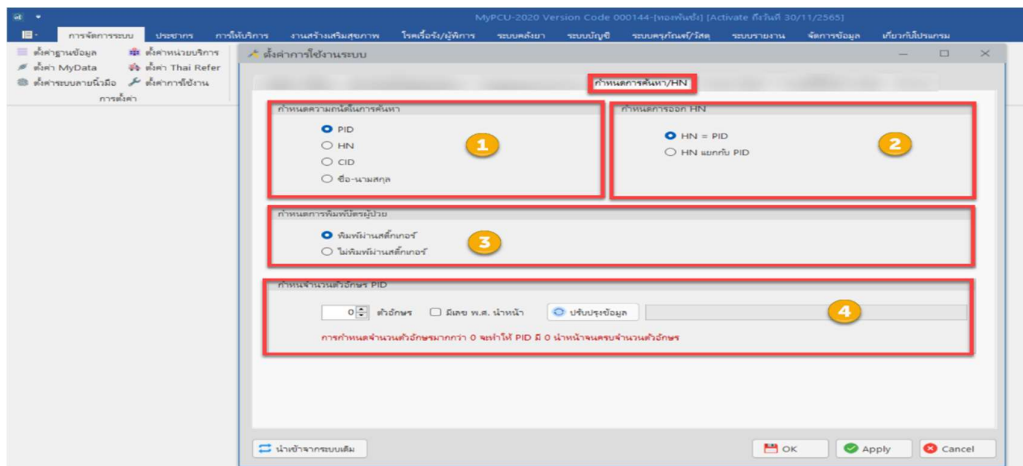 MyPCU-2020 Version Code 000144-[ทองพันชั่ง] [Activate ถึงวันที่ 30/11/2565]
การจัดการระบบ ประชากร การให้บริการ งานสร้างเสริมสุขภาพ โรคเรื้อรัง/ผู้พิการ ระบบคลังยา ระบบบัญชี ระบบครุภัณฑ์/วัสดุ ระบบรายงาน จัดการข้อมูล เกี่ยวกับโปรแกรม
ตั้งค่าฐานข้อมูล ตั้งค่าหน่วยบริการ
ตั้งค่า MyData ตั้งค่า Thai Refer
ตั้งค่าระบบลายนิ้วมือ ตั้งค่าการใช้งาน
การตั้งค่า
ตั้งค่าการใช้งานระบบ
กำหนดการค้นหา/HN
กำหนดความถนัดในการค้นหา
PID
HN
CID
ชื่อ-นามสกุล
1
กำหนดการออก HN
HN = PID
HN แยกกับ PID
2
กำหนดการพิมพ์บัตรผู้ป่วย
พิมพ์ผ่านสติ๊กเกอร์
ไม่พิมพ์ผ่านสติ๊กเกอร์
3
กำหนจำนวนตัวอักษร PID
0 ตัวอักษร มีเลข พ.ศ. นำหน้า ปรับปรุงข้อมูล
4
การกำหนดจำนวนตัวอักษรมากกว่า 0 จะทำให้ PID มี 0 นำหน้าจนครบจำนวนตัวอักษร
นำเข้าจากระบบเดิม OK Apply Cancel